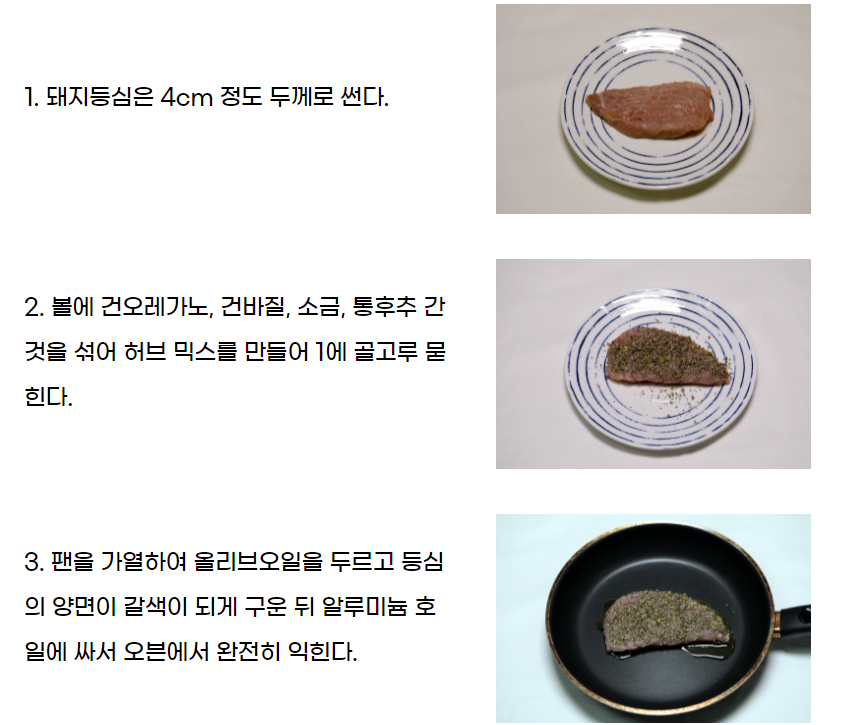 1. 돼지등심은 4cm 정도 두께로 썬다.
2. 볼에 건오레가노, 건바질, 소금, 통후추 간
것을 섞어 허브 믹스를 만들어 1에 골고루 묻
힌다.
3. 팬을 가열하여 올리브오일을 두르고 등심
의 양면이 갈색이 되게 구운 뒤 알루미늄 호
일에 싸서 오븐에서 완전히 익힌다.